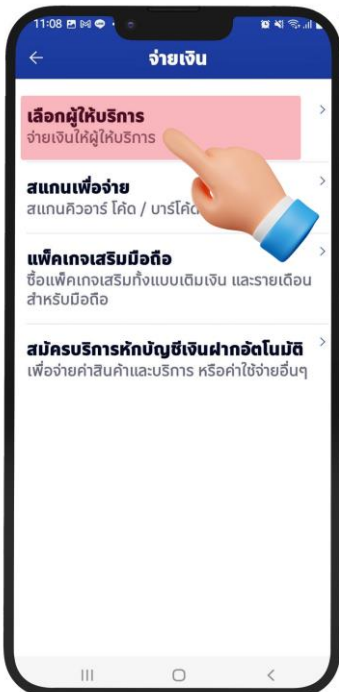 11:08
จ่ายเงิน
เลือกผู้ให้บริการ
จ่ายเงินให้ผู้ให้บริการ
สแกนเพื่อจ่าย
สแกนคิวอาร์ โค้ด / บาร์โค้ด
แพ็คเกจเสริมมือถือ
ซื้อแพ็คเกจเสริมทั้งแบบเติมเงิน และรายเดือน
สำหรับมือถือ
สมัครบริการหักบัญชีเงินฝากอัตโนมัติ
เพื่อจ่ายค่าสินค้าและบริการ หรือค่าใช้จ่ายอื่นๆ